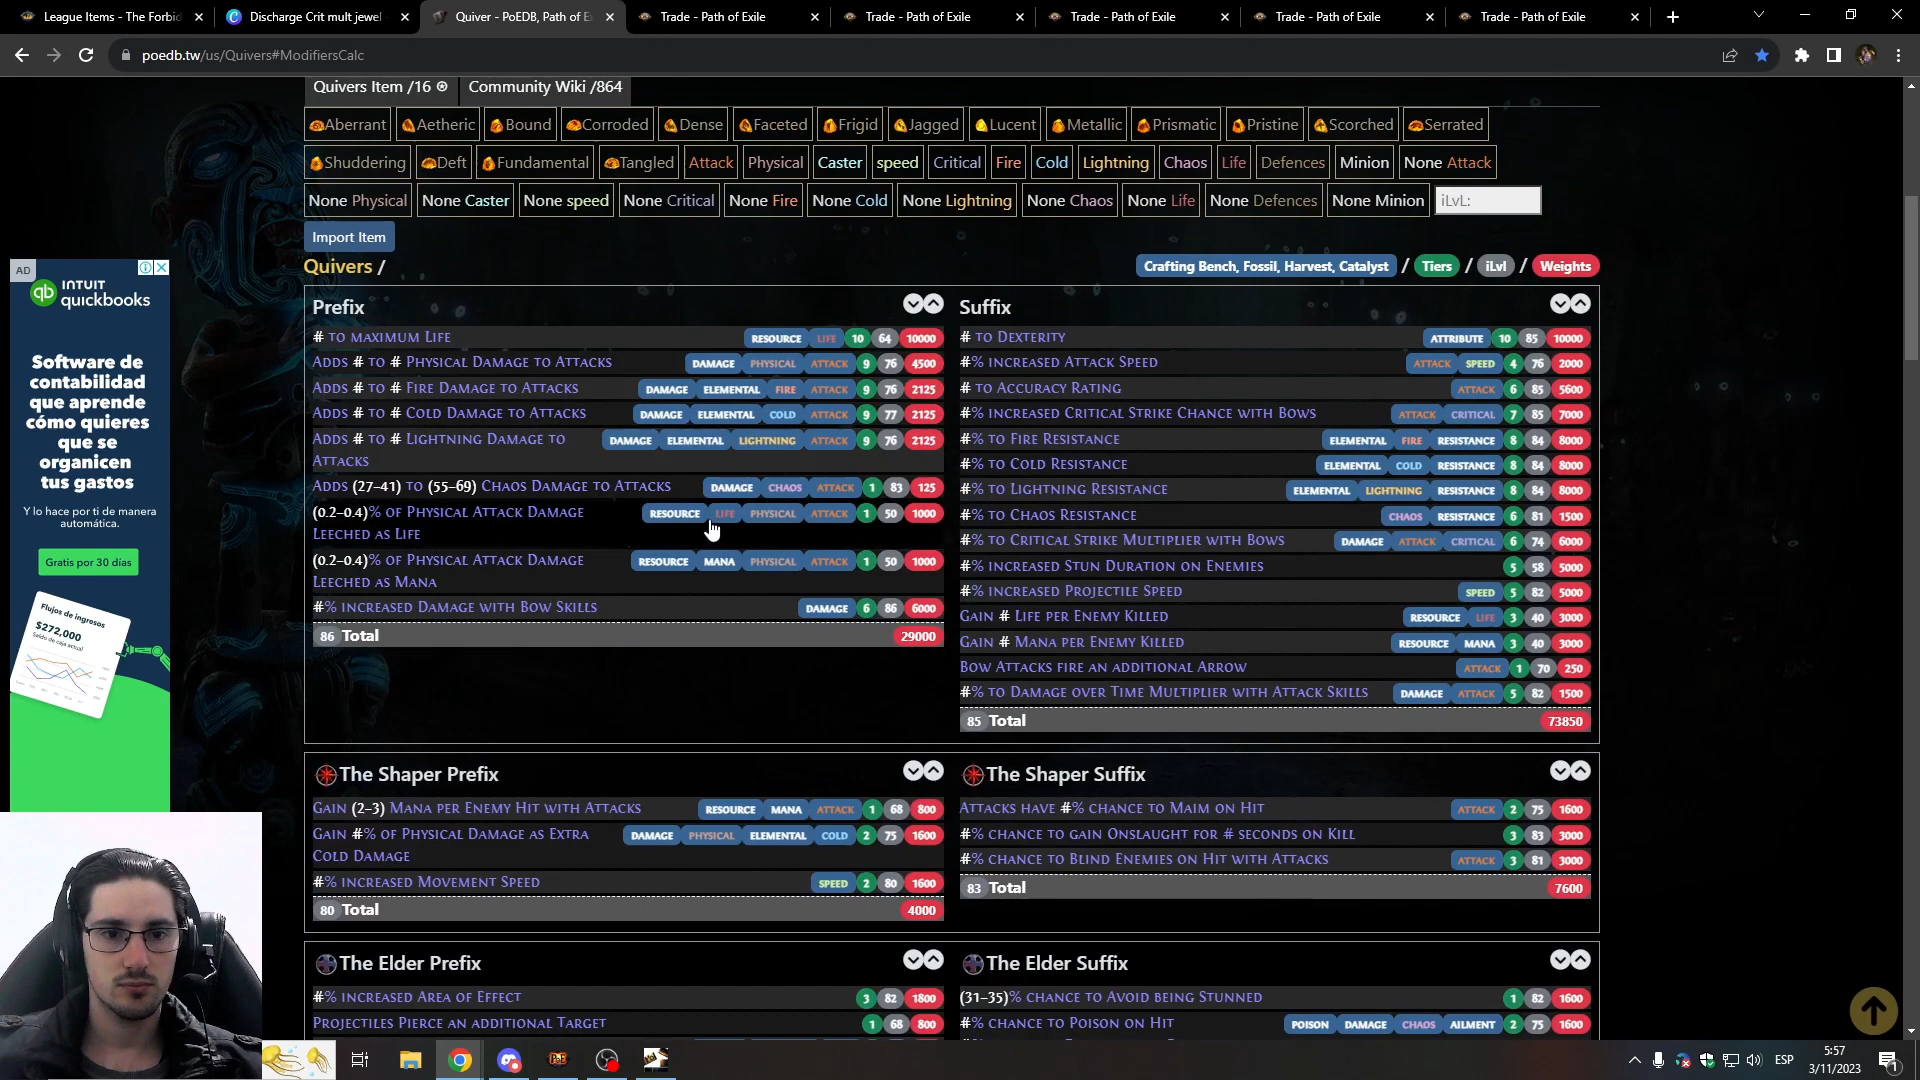 League Items - The Forbid
Discharge Crit mult jewel
Quiver - PoEDB, Path of E
Trade - Path of Exile
Trade - Path of Exile
Trade - Path of Exile
Trade - Path of Exile
Trade - Path of Exile
poedb.tw/us/Quivers#ModifiersCalc
Quivers Item /16
Community Wiki /864
Aberrant Aetheric Bound Corroded Dense Faceted Frigid Jagged Lucent Metallic Prismatic Pristine Scorched Serrated
Shuddering Deft Fundamental Tangled Attack Physical Caster speed Critical Fire Cold Lightning Chaos Life Defences Minion None Attack
None Physical None Caster None speed None Critical None Fire None Cold None Lightning None Chaos None Life None Defences None Minion iLvL:
Import Item
Quivers /
Crafting Bench, Fossil, Harvest, Catalyst / Tiers / iLvl / Weights
Prefix
# to maximum Life RESOURCE LIFE 10 64 10000
Adds # to # Physical Damage to Attacks DAMAGE PHYSICAL ATTACK 9 76 4500
Adds # to # Fire Damage to Attacks DAMAGE ELEMENTAL FIRE ATTACK 9 76 2125
Adds # to # Cold Damage to Attacks DAMAGE ELEMENTAL COLD ATTACK 9 77 2125
Adds # to # Lightning Damage to DAMAGE ELEMENTAL LIGHTNING ATTACK 9 76 2125
Attacks
Adds (27–41) to (55–69) Chaos Damage to Attacks DAMAGE CHAOS ATTACK 1 83 125
(0.2–0.4)% of Physical Attack Damage RESOURCE LIFE PHYSICAL ATTACK 1 50 1000
Leeched as Life
(0.2–0.4)% of Physical Attack Damage RESOURCE MANA PHYSICAL ATTACK 1 50 1000
Leeched as Mana
#% increased Damage with Bow Skills DAMAGE 6 86 6000
86 Total 29000
Suffix
# to Dexterity ATTRIBUTE 10 85 10000
#% increased Attack Speed ATTACK SPEED 4 76 2000
# to Accuracy Rating ATTACK 6 85 5600
#% increased Critical Strike Chance with Bows ATTACK CRITICAL 7 85 7000
#% to Fire Resistance ELEMENTAL FIRE RESISTANCE 8 84 8000
#% to Cold Resistance ELEMENTAL COLD RESISTANCE 8 84 8000
#% to Lightning Resistance ELEMENTAL LIGHTNING RESISTANCE 8 84 8000
#% to Chaos Resistance CHAOS RESISTANCE 6 81 1500
#% to Critical Strike Multiplier with Bows DAMAGE ATTACK CRITICAL 6 74 6000
#% increased Stun Duration on Enemies 5 58 5000
#% increased Projectile Speed SPEED 5 82 5000
Gain # Life per Enemy Killed RESOURCE LIFE 3 40 3000
Gain # Mana per Enemy Killed RESOURCE MANA 3 40 3000
Bow Attacks fire an additional Arrow ATTACK 1 70 250
#% to Damage over Time Multiplier with Attack Skills DAMAGE ATTACK 5 82 1500
85 Total 73850
The Shaper Prefix
Gain (2–3) Mana per Enemy Hit with Attacks RESOURCE MANA ATTACK 1 68 800
Gain #% of Physical Damage as Extra DAMAGE PHYSICAL ELEMENTAL COLD 2 75 1600
Cold Damage
#% increased Movement Speed SPEED 2 80 1600
80 Total 4000
The Shaper Suffix
Attacks have #% chance to Maim on Hit ATTACK 2 75 1600
#% chance to gain Onslaught for # seconds on Kill 3 83 3000
#% chance to Blind Enemies on Hit with Attacks ATTACK 3 81 3000
83 Total 7600
The Elder Prefix
#% increased Area of Effect 3 82 1800
Projectiles Pierce an additional Target 1 68 800
The Elder Suffix
(31–35)% chance to Avoid being Stunned 1 82 1600
#% chance to Poison on Hit POISON DAMAGE CHAOS AILMENT 2 75 1600
AD
INTUIT
qb quickbooks
Software de
contabilidad
que aprende
cómo quieres
que se
organicen
tus gastos
Y lo hace por ti de manera
automática.
Gratis por 30 días
Flujos de ingresos
$272,000
ESP
5:57
3/11/2023
1